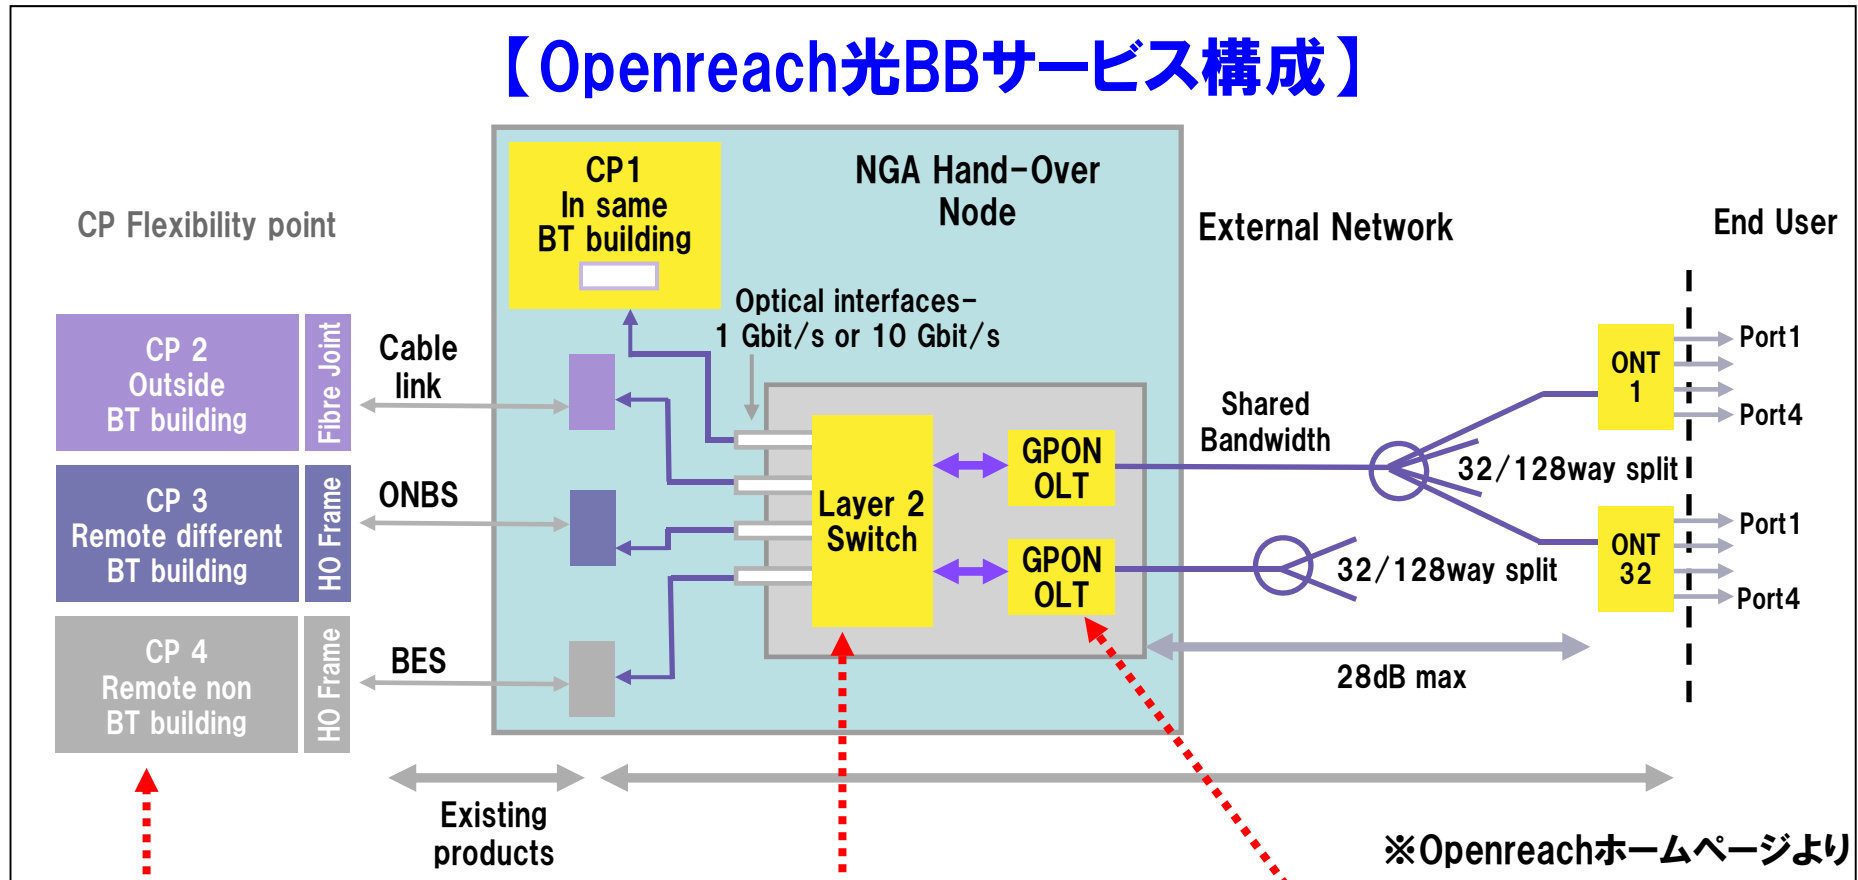 【Openreach光BBサービス構成】
CP Flexibility point
CP1
In same
BT building
NGA Hand-Over
Node
External Network
End User
Optical interfaces-
1 Gbit/s or 10 Gbit/s
CP 2
Outside
BT building
Fibre Joint
Cable
link
CP 3
Remote different
BT building
HO Frame
ONBS
CP 4
Remote non
BT building
HO Frame
BES
Layer 2
Switch
GPON
OLT
GPON
OLT
Shared
Bandwidth
32/128way split
32/128way split
ONT
1
Port1
Port4
ONT
32
Port1
Port4
28dB max
Existing
products
※Openreachホームページより